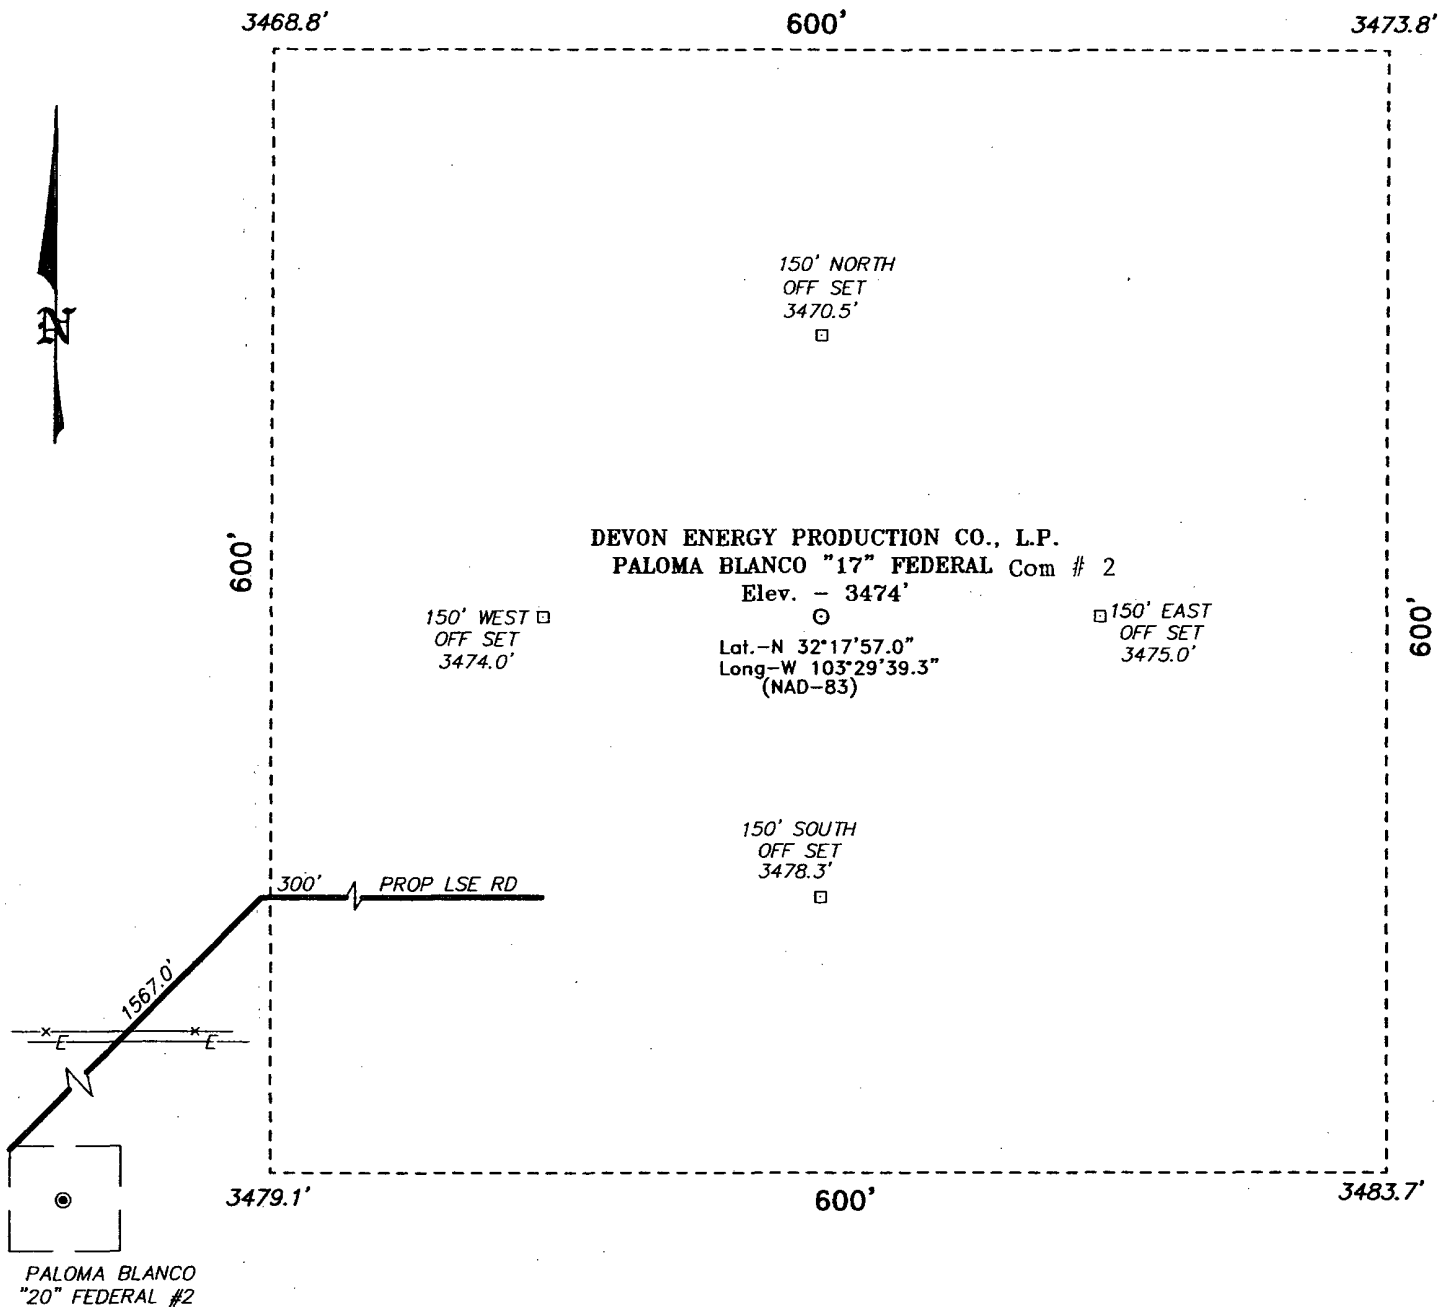 3468.8' 600' 3473.8'
N
150' NORTH
OFF SET
3470.5'
600'
DEVON ENERGY PRODUCTION CO., L.P.
PALOMA BLANCO "17" FEDERAL Com # 2
Elev. - 3474'
150' WEST
OFF SET
3474.0'
Lat.-N 32°17'57.0"
Long-W 103°29'39.3"
(NAD-83)
150' EAST
OFF SET
3475.0'
600'
150' SOUTH
OFF SET
3478.3'
300' PROP LSE RD
1567.0'
E E
3479.1' 600' 3483.7'
PALOMA BLANCO
"20" FEDERAL #2